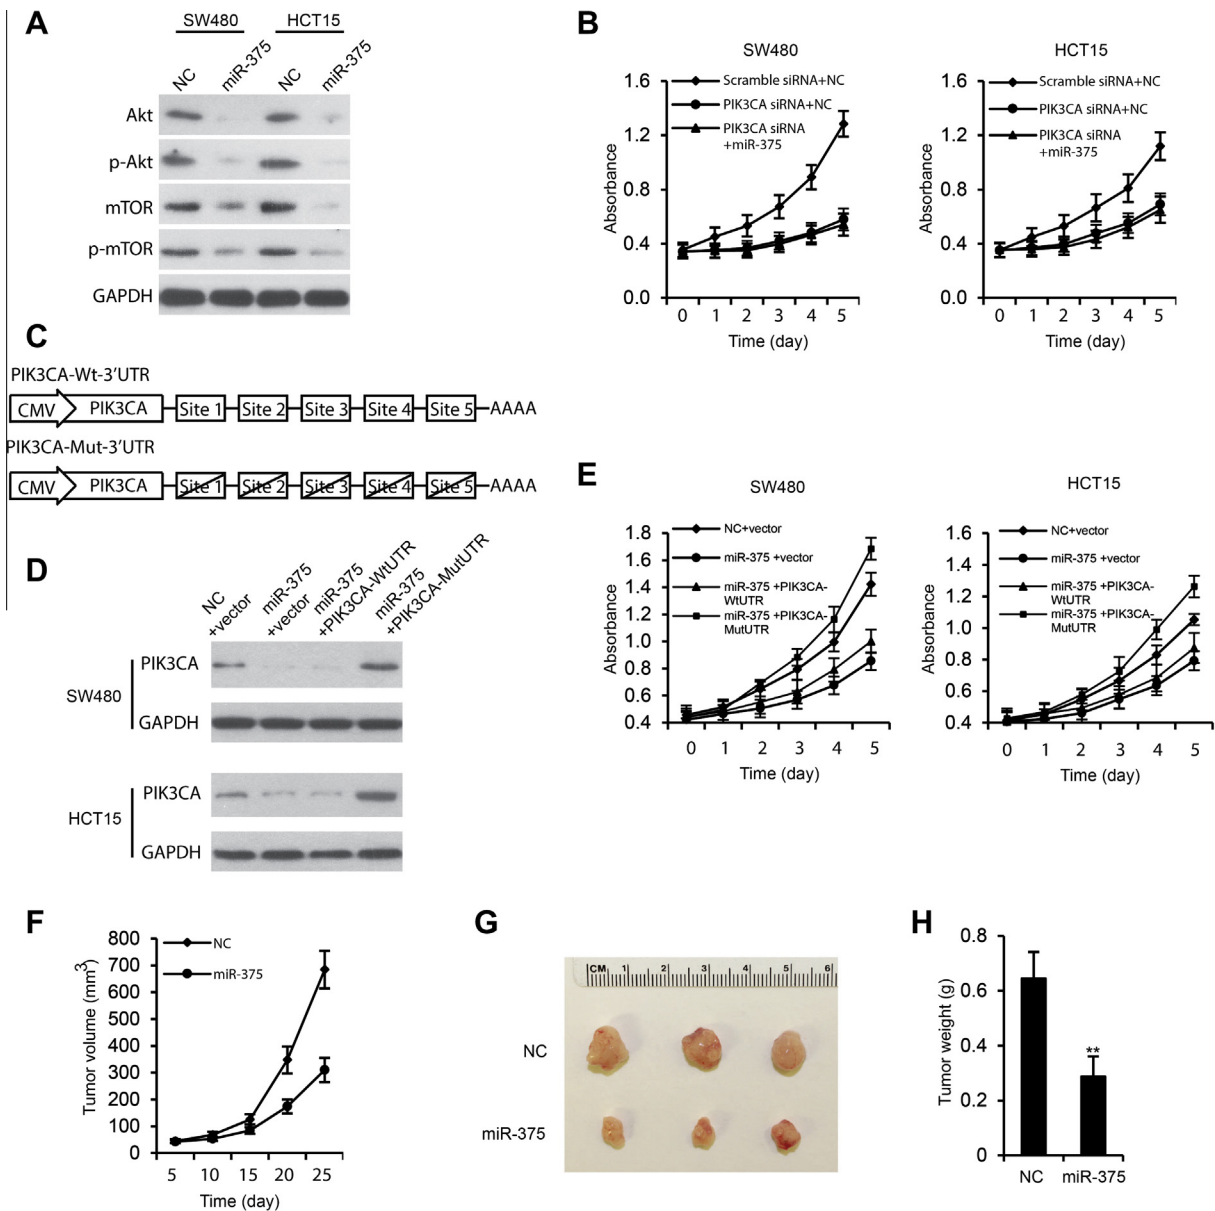 A
SW480 HCT15
NC miR-375 NC miR-375
Akt
p-Akt
mTOR
p-mTOR
GAPDH
B
SW480
Scramble siRNA+NC
PIK3CA siRNA+NC
PIK3CA siRNA
+miR-375
Absorbance
1.6
1.2
0.8
0.4
0.0
0 1 2 3 4 5
Time (day)
HCT15
Scramble siRNA+NC
PIK3CA siRNA+NC
PIK3CA siRNA
+miR-375
Absorbance
1.6
1.2
0.8
0.4
0.0
0 1 2 3 4 5
Time (day)
C
PIK3CA-Wt-3'UTR
CMV PIK3CA Site 1 Site 2 Site 3 Site 4 Site 5 AAAA
PIK3CA-Mut-3'UTR
CMV PIK3CA Site 1 Site 2 Site 3 Site 4 Site 5 AAAA
D
NC
+vector
miR-375
+vector
miR-375
+PIK3CA-WtUTR
miR-375
+PIK3CA-MutUTR
SW480
PIK3CA
GAPDH
HCT15
PIK3CA
GAPDH
E
SW480
NC+vector
miR-375 +vector
miR-375 +PIK3CA-
WtUTR
miR-375 +PIK3CA-
MutUTR
Absorbance
1.8
1.6
1.4
1.2
1.0
0.8
0.6
0.4
0 1 2 3 4 5
Time (day)
HCT15
NC+vector
miR-375 +vector
miR-375 +PIK3CA-
WtUTR
miR-375 +PIK3CA-
MutUTR
Absorbance
1.6
1.4
1.2
1.0
0.8
0.6
0.4
0 1 2 3 4 5
Time (day)
F
NC
miR-375
Tumor volume (mm3)
800
700
600
500
400
300
200
100
0
5 10 15 20 25
Time (day)
G
CM 1 2 3 4 5 6
NC
miR-375
H
Tumor weight (g)
0.8
0.6
0.4
0.2
0
**
NC miR-375